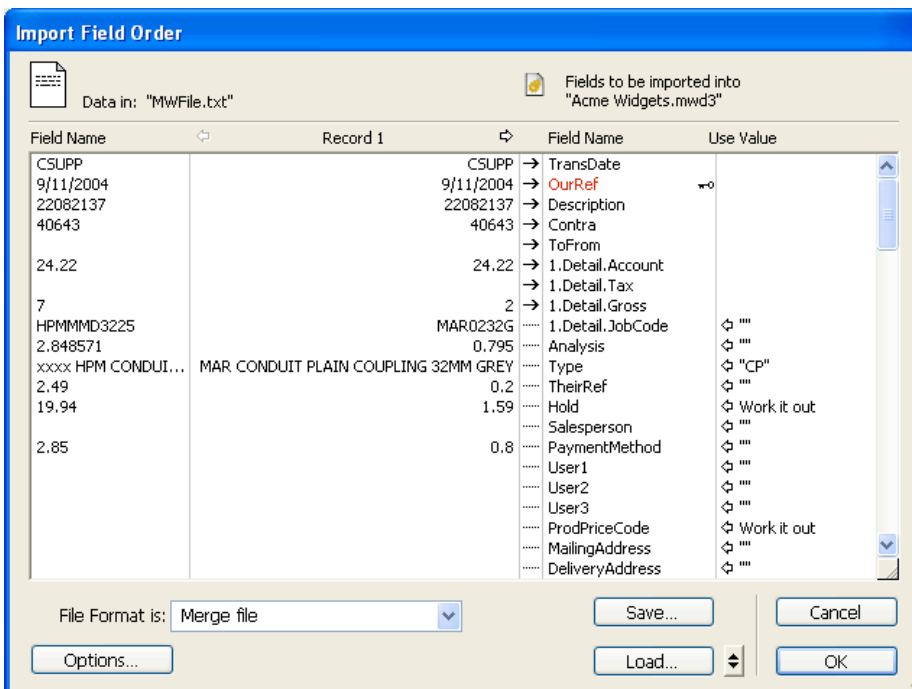 Import Field Order
Data in: "MWFile.txt"
Fields to be imported into
"Acme Widgets.mwd3"
Field Name Record 1 Field Name Use Value
CSUPP CSUPP TransDate
9/11/2004 9/11/2004 OurRef
22082137 22082137 Description
40643 40643 Contra
ToFrom
24.22 24.22 1.Detail.Account
1.Detail.Tax
7 2 1.Detail.Gross
HPMMMD3225 MAR0232G 1.Detail.JobCode ""
2.848571 0.795 Analysis ""
xxxx HPM CONDUI... MAR CONDUIT PLAIN COUPLING 32MM GREY Type "CP"
2.49 0.2 TheirRef ""
19.94 1.59 Hold Work it out
Salesperson ""
2.85 0.8 PaymentMethod ""
User1 ""
User2 ""
User3 ""
ProdPriceCode Work it out
MailingAddress ""
DeliveryAddress ""
File Format is: Merge file Save... Cancel
Options... Load... OK